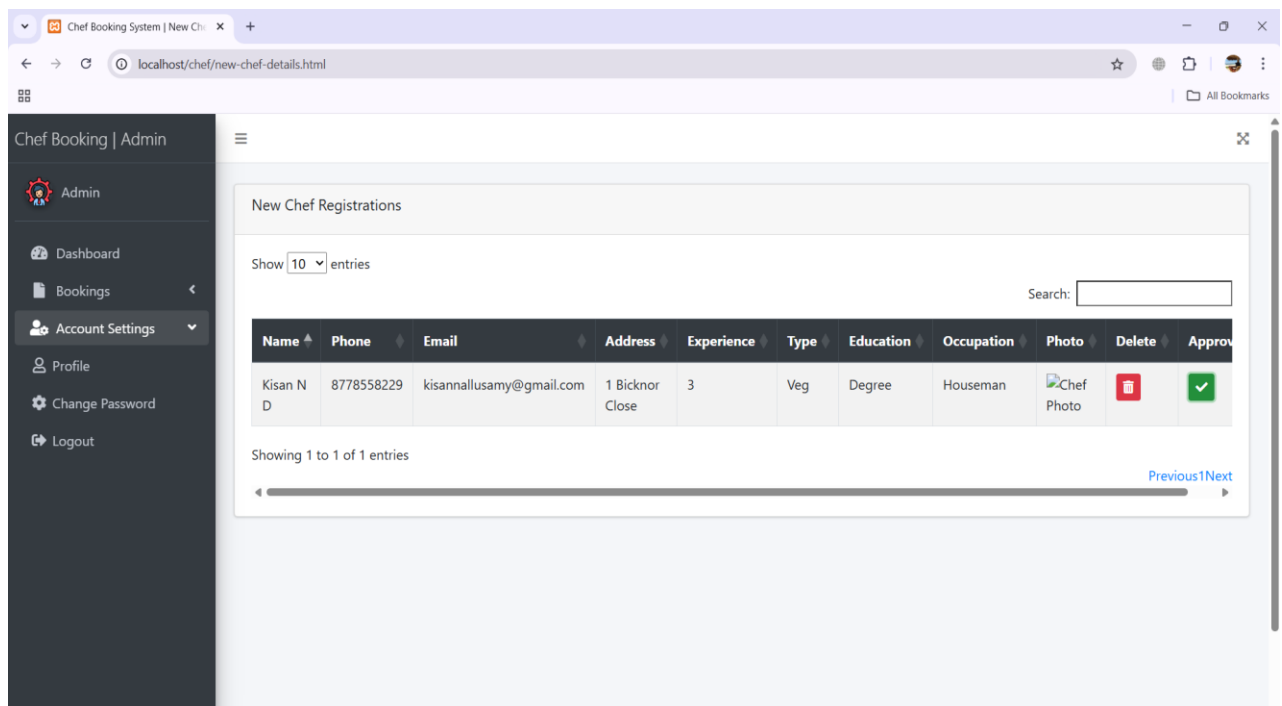 Chef Booking System | New Che
localhost/chef/new-chef-details.html
All Bookmarks
Chef Booking | Admin
Admin
Dashboard
Bookings
Account Settings
Profile
Change Password
Logout
New Chef Registrations
Show 10 entries
Search:
Name Phone Email Address Experience Type Education Occupation Photo Delete Approv
Kisan N 8778558229 kisannallusamy@gmail.com 1 Bicknor 3 Veg Degree Houseman Chef
D Close Photo
Showing 1 to 1 of 1 entries
Previous1Next